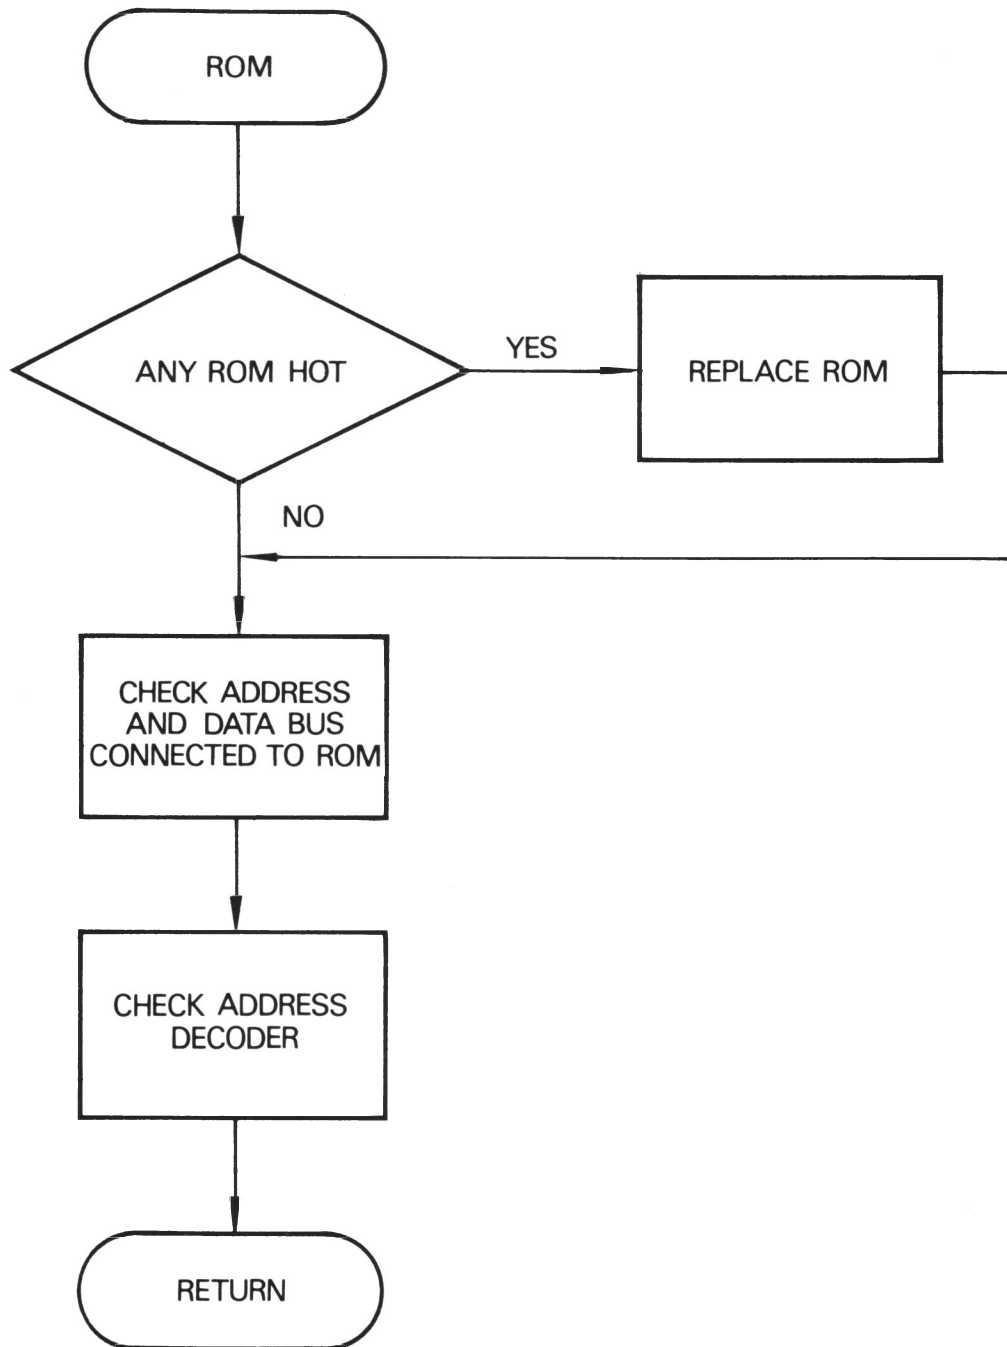 ROM
ANY ROM HOT
YES
REPLACE ROM
NO
CHECK ADDRESS
AND DATA BUS
CONNECTED TO ROM
CHECK ADDRESS
DECODER
RETURN